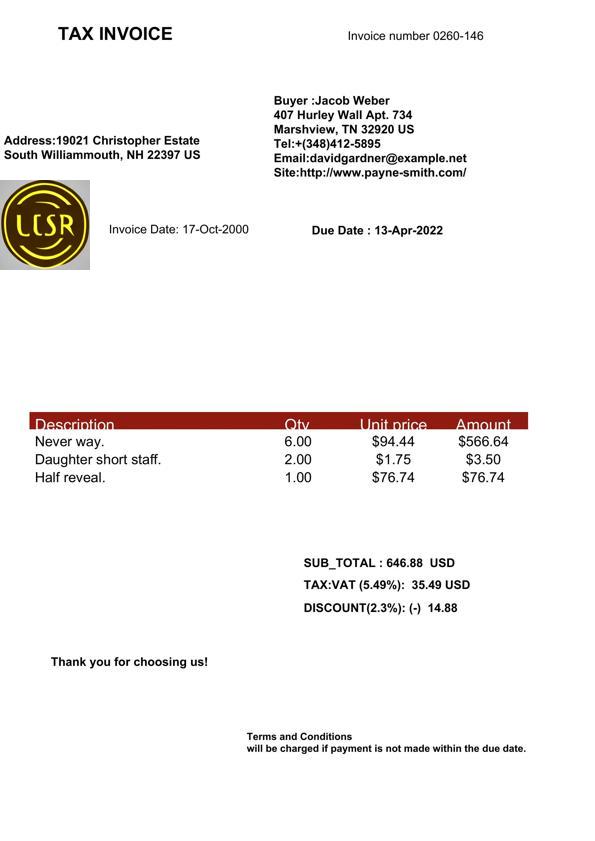 TAX INVOICE
Invoice number 0260-146
Buyer :Jacob Weber
407 Hurley Wall Apt. 734
Marshview, TN 32920 US
Tel:+(348)412-5895
Email:davidgardner@example.net
Site:http://www.payne-smith.com/
Address:19021 Christopher Estate
South Williammouth, NH 22397 US
LCSR
Invoice Date: 17-Oct-2000
Due Date : 13-Apr-2022
Description Qty Unit price Amount
Never way. 6.00 $94.44 $566.64
Daughter short staff. 2.00 $1.75 $3.50
Half reveal. 1.00 $76.74 $76.74
SUB_TOTAL : 646.88 USD
TAX:VAT (5.49%): 35.49 USD
DISCOUNT(2.3%): (-) 14.88
Thank you for choosing us!
Terms and Conditions
will be charged if payment is not made within the due date.